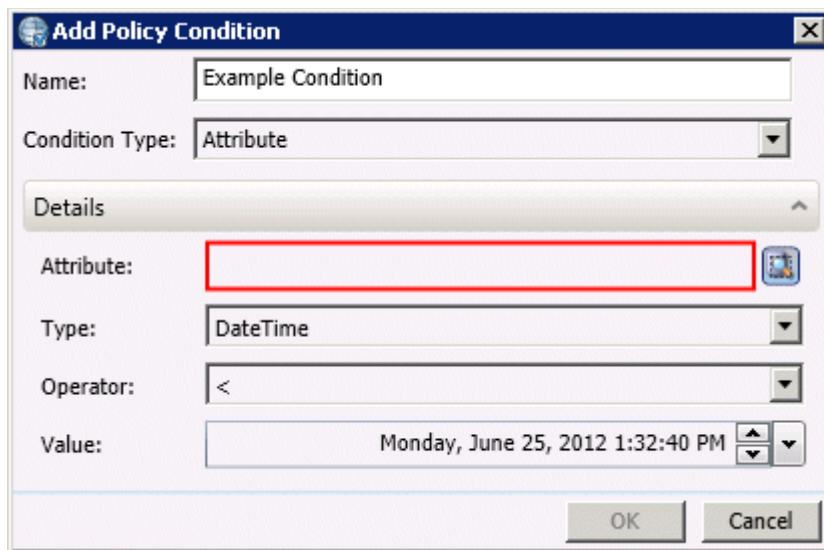 Add Policy Condition
Name: Example Condition
Condition Type: Attribute
Details
Attribute:
Type: DateTime
Operator: <
Value: Monday, June 25, 2012 1:32:40 PM
OK Cancel